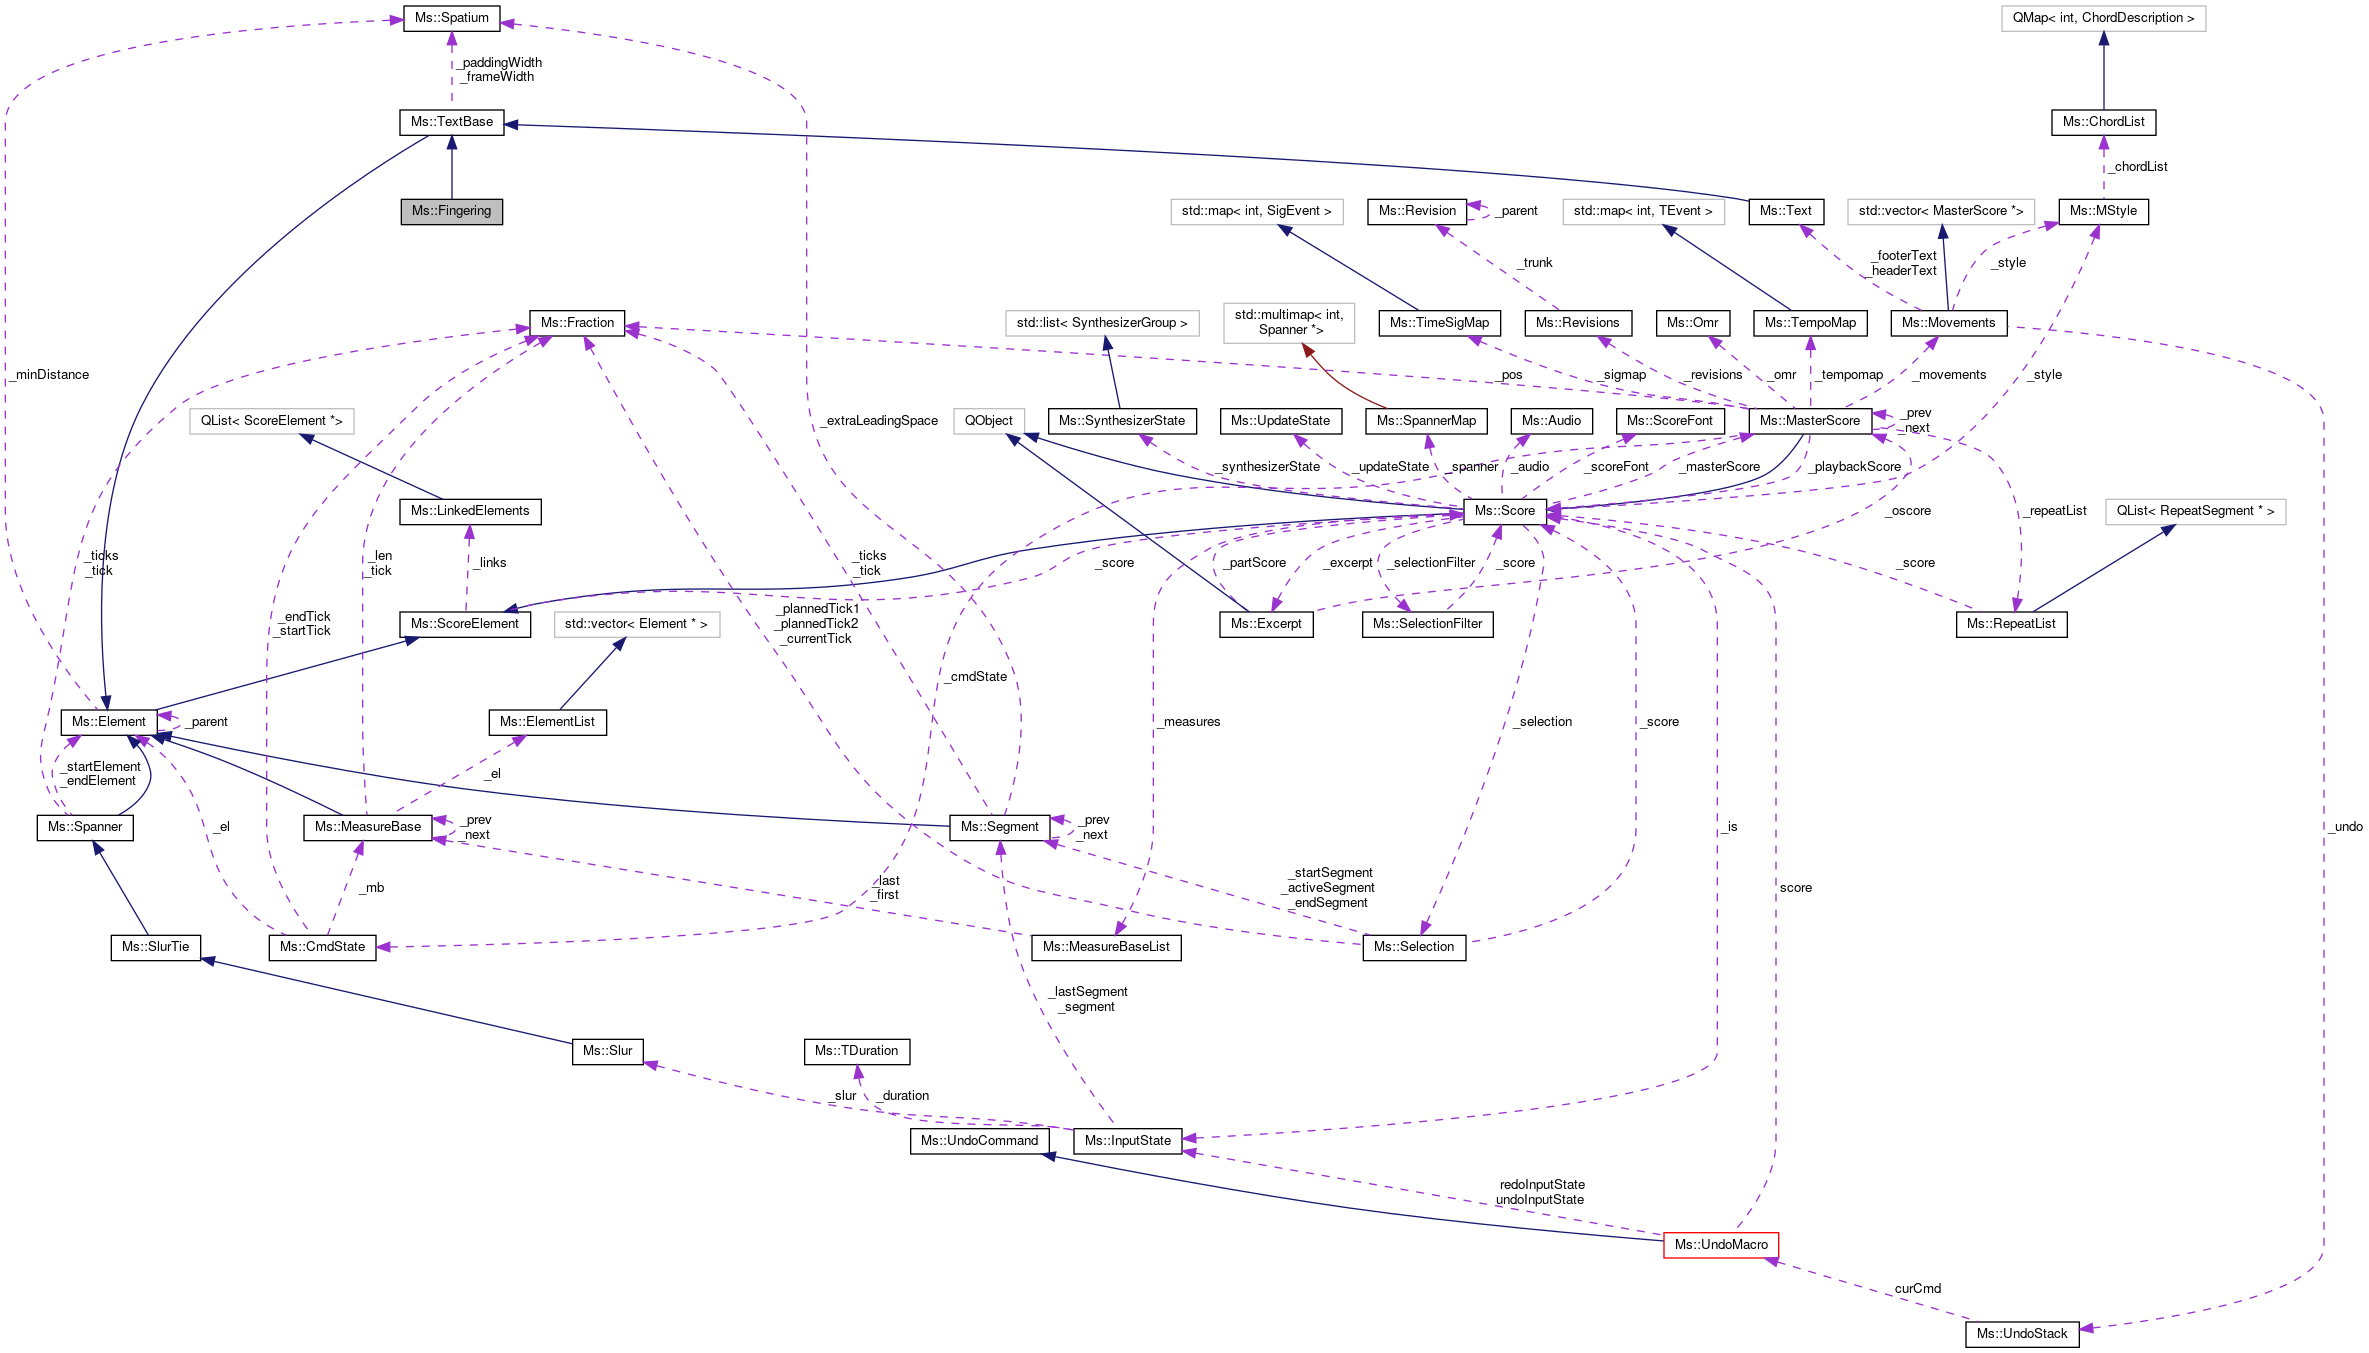 Ms::Spatium
QMap< int, ChordDescription >
_paddingWidth
_frameWidth
Ms::TextBase
Ms::ChordList
_chordList
Ms::Fingering
std::map< int, SigEvent >
Ms::Revision
_parent
std::map< int, TEvent >
Ms::Text
std::vector< MasterScore *>
Ms::MStyle
_footerText
_headerText
_trunk
_style
Ms::Fraction
std::list< SynthesizerGroup >
std::multimap< int,
Spanner *>
Ms::TimeSigMap
Ms::Revisions
Ms::Omr
Ms::TempoMap
Ms::Movements
_minDistance
_pos
_sigmap
_revisions
_omr
_tempomap
_movements
_style
QList< ScoreElement *>
_extraLeadingSpace
QObject
Ms::SynthesizerState
Ms::UpdateState
Ms::SpannerMap
Ms::Audio
Ms::ScoreFont
Ms::MasterScore
_prev
_next
_synthesizerState
_updateState
_spanner
_audio
_scoreFont
_masterScore
_playbackScore
Ms::LinkedElements
Ms::Score
_oscore
_repeatList
QList< RepeatSegment * >
_ticks
_tick
_len
_tick
_links
_ticks
_tick
_score
_partScore
_excerpt
_selectionFilter
_score
_score
_endTick
_startTick
Ms::ScoreElement
std::vector< Element * >
_plannedTick1
_plannedTick2
_currentTick
Ms::Excerpt
Ms::SelectionFilter
Ms::RepeatList
_cmdState
Ms::Element
_parent
Ms::ElementList
_measures
_selection
_score
_startElement
_endElement
_el
Ms::Spanner
_el
Ms::MeasureBase
_prev
_next
Ms::Segment
_prev
_next
_is
_undo
_mb
_last
_first
_startSegment
_activeSegment
_endSegment
score
Ms::SlurTie
Ms::CmdState
Ms::MeasureBaseList
Ms::Selection
_lastSegment
_segment
Ms::Slur
Ms::TDuration
_slur
_duration
Ms::UndoCommand
Ms::InputState
redoInputState
undoInputState
Ms::UndoMacro
curCmd
Ms::UndoStack